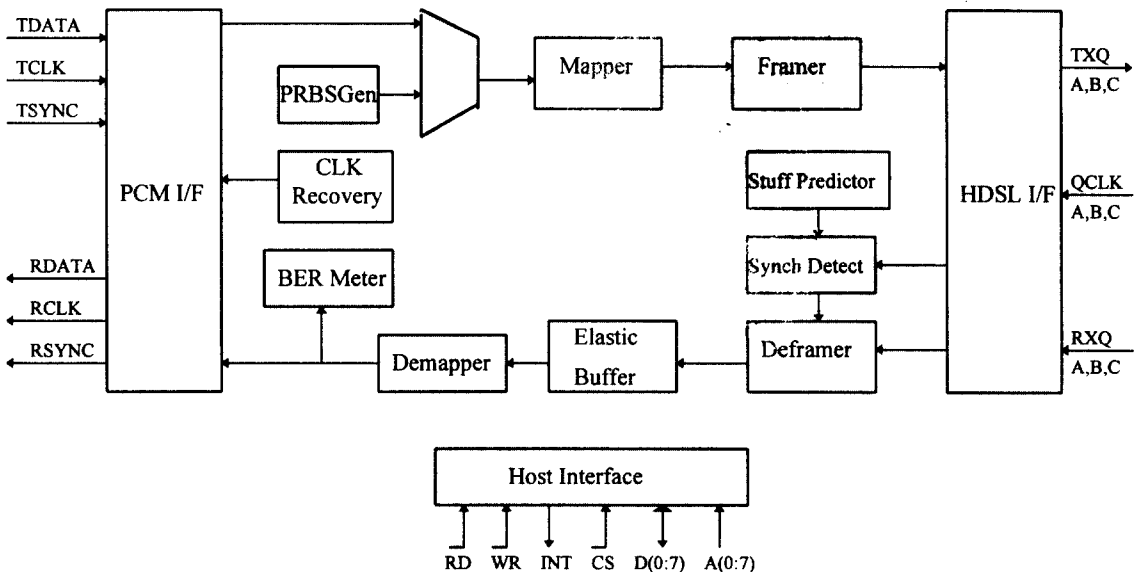 TDATA
TCLK
TSYNC
PCM I/F
RDATA
RCLK
RSYNC
PRBSGen
CLK
Recovery
BER Meter
Mapper
Framer
Stuff Predictor
Synch Detect
Deframer
Elastic
Buffer
Demapper
HDSL I/F
TXQ
A,B,C
QCLK
A,B,C
RXQ
A,B,C
Host Interface
RD WR INT CS D(0:7) A(0:7)